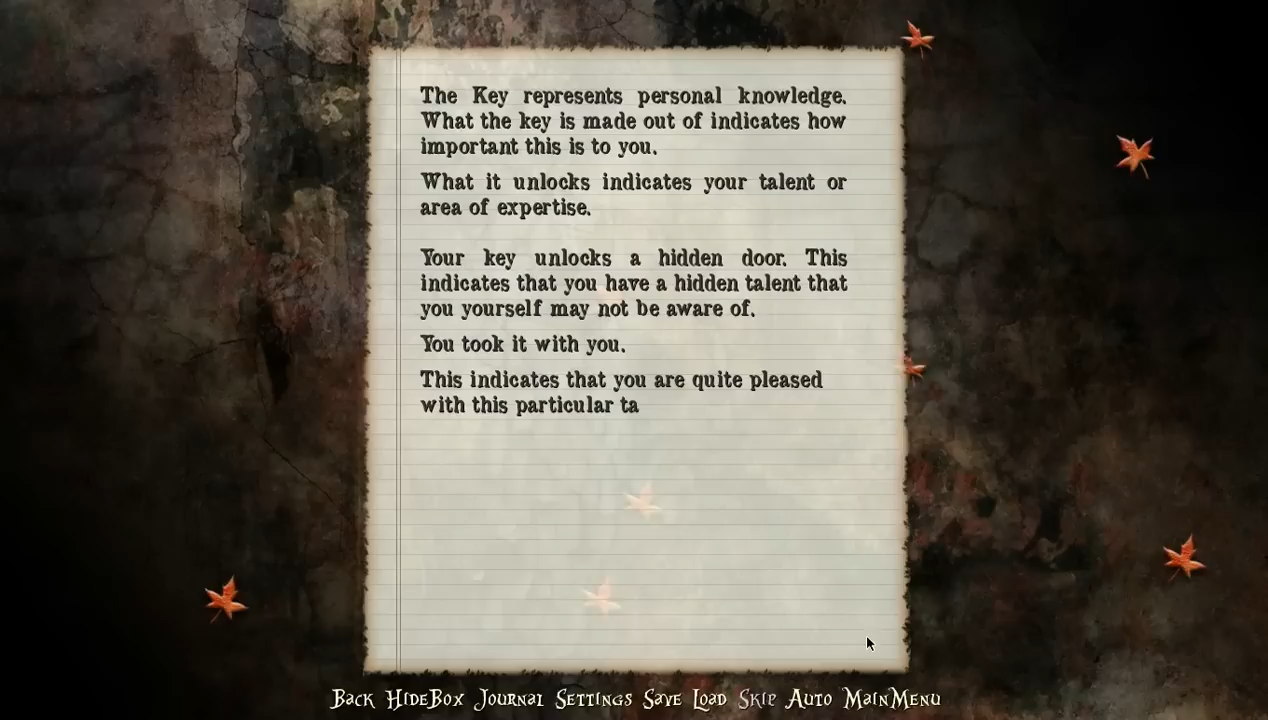 The Key represents personal knowledge.
What the key is made out of indicates how
important this is to you.
What it unlocks indicates your talent or
area of expertise.
Your key unlocks a hidden door. This
indicates that you have a hidden talent that
you yourself may not be aware of.
You took it with you.
This indicates that you are quite pleased
with this particular ta
Back HideBox Journal Settings Save Load Skip Auto MainMenu